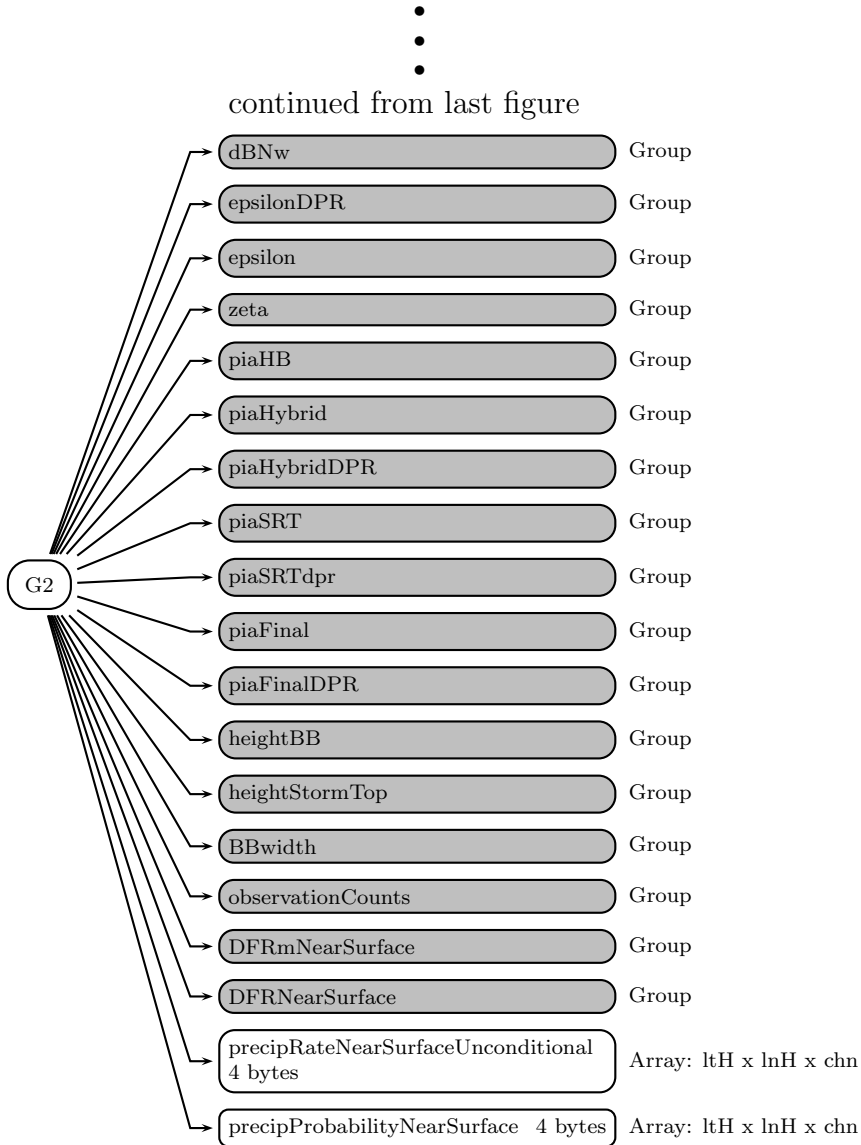 continued from last figure
dBNw Group
epsilonDPR Group
epsilon Group
zeta Group
piaHB Group
piaHybrid Group
piaHybridDPR Group
piaSRT Group
G2
piaSRTdpr Group
piaFinal Group
piaFinalDPR Group
heightBB Group
heightStormTop Group
BBwidth Group
observationCounts Group
DFRmNearSurface Group
DFRNearSurface Group
precipRateNearSurfaceUnconditional
4 bytes
Array: ltH x lnH x chn
precipProbabilityNearSurface 4 bytes Array: ltH x lnH x chn